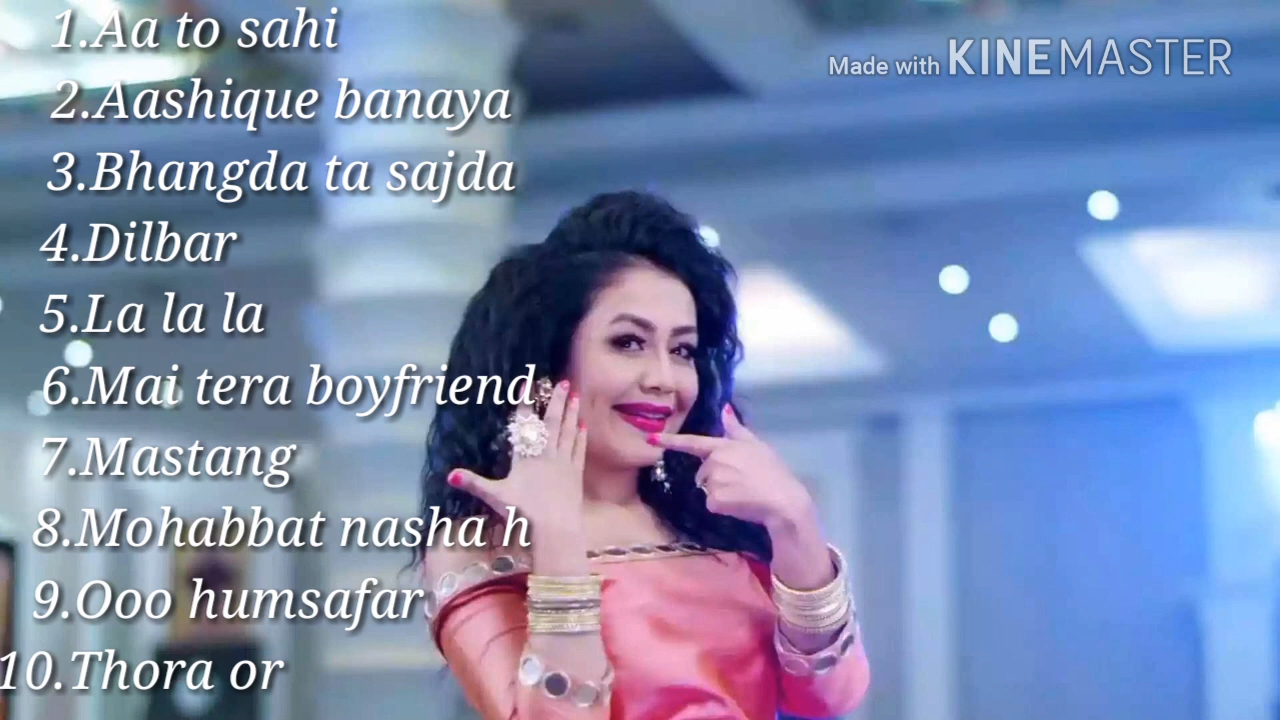 1.Aa to sahi
Made with KINEMASTER
2.Aashique banaya
3.Bhangda ta sajda
4.Dilbar
5.La la la
6.Mai tera boyfriend
7.Mastang
8.Mohabbat nasha h
9.Ooo humsafar
10.Thora or